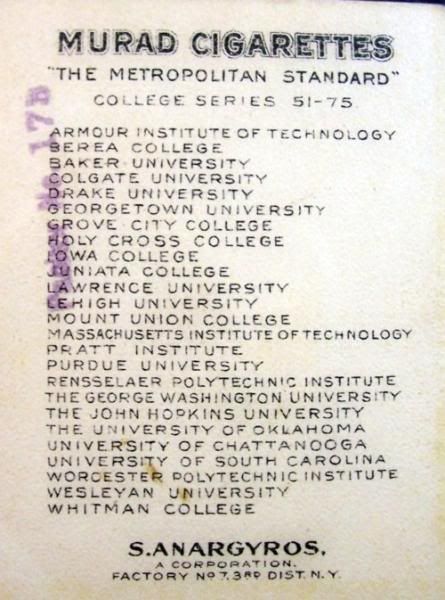 MURAD CIGARETTES
"THE METROPOLITAN STANDARD"
COLLEGE SERIES 51-75.
ARMOUR INSTITUTE OF TECHNOLOGY
BEREA COLLEGE
BAKER UNIVERSITY
COLGATE UNIVERSITY
DRAKE UNIVERSITY
GEORGETOWN UNIVERSITY
GROVE CITY COLLEGE
HOLY CROSS COLLEGE
IOWA COLLEGE
JUNIATA COLLEGE
LAWRENCE UNIVERSITY
LEHIGH UNIVERSITY
MOUNT UNION COLLEGE
MASSACHUSETTS INSTITUTE OF TECHNOLOGY
PRATT INSTITUTE
PURDUE UNIVERSITY
RENSSELAER POLYTECHNIC INSTITUTE
THE GEORGE WASHINGTON UNIVERSITY
THE JOHN HOPKINS UNIVERSITY
THE UNIVERSITY OF OKLAHOMA
UNIVERSITY OF CHATTANOOGA
UNIVERSITY OF SOUTH CAROLINA
WORCESTER POLYTECHNIC INSTITUTE
WESLEYAN UNIVERSITY
WHITMAN COLLEGE
S. ANARGYROS,
A CORPORATION.
FACTORY Nº 7. 3RD DIST. N.Y.
17B